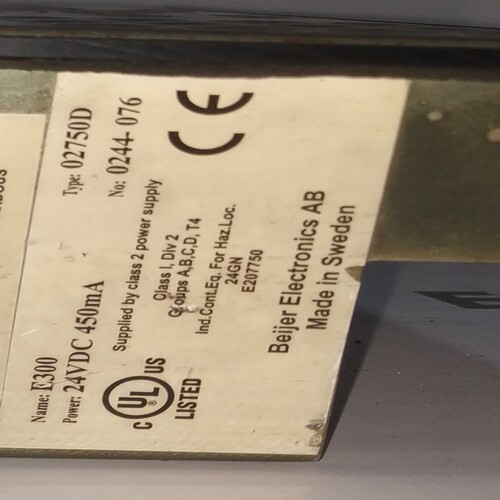 Name: E300
Type: 02750D
Power: 24VDC 450mA
No: 0244-076
Supplied by class 2 power supply
Class I, Div 2
Groups A,B,C,D, T4
Ind.Cont.Eq. For Haz.Loc.
24GN
E207750
C UL US
LISTED
CE
Beijer Electronics AB
Made in Sweden